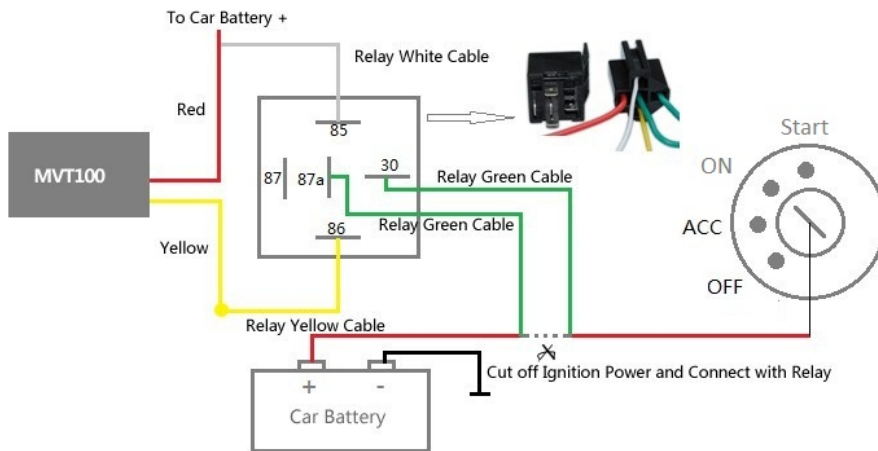 To Car Battery +
Relay White Cable
Red
85
Start
MVT100
87
87a
30
ON
Relay Green Cable
Relay Green Cable
ACC
Yellow
86
OFF
Relay Yellow Cable
+
-
Cut off Ignition Power and Connect with Relay
Car Battery